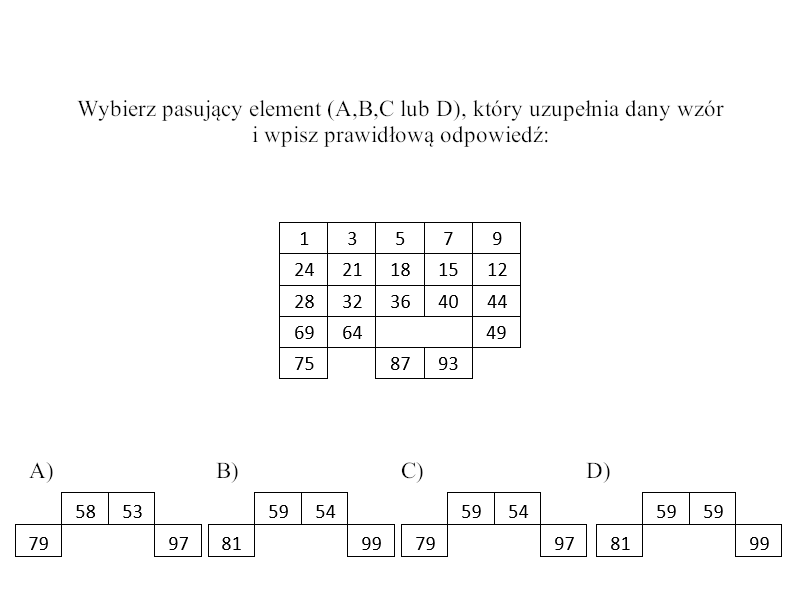 Wybierz pasujący element (A,B,C lub D), który uzupełnia dany wzór
i wpisz prawidłową odpowiedź:
1 3 5 7 9
24 21 18 15 12
28 32 36 40 44
69 64 49
75 87 93
A) B) C) D)
58 53 59 54 59 54 59 59
79 97 81 99 79 97 81 99